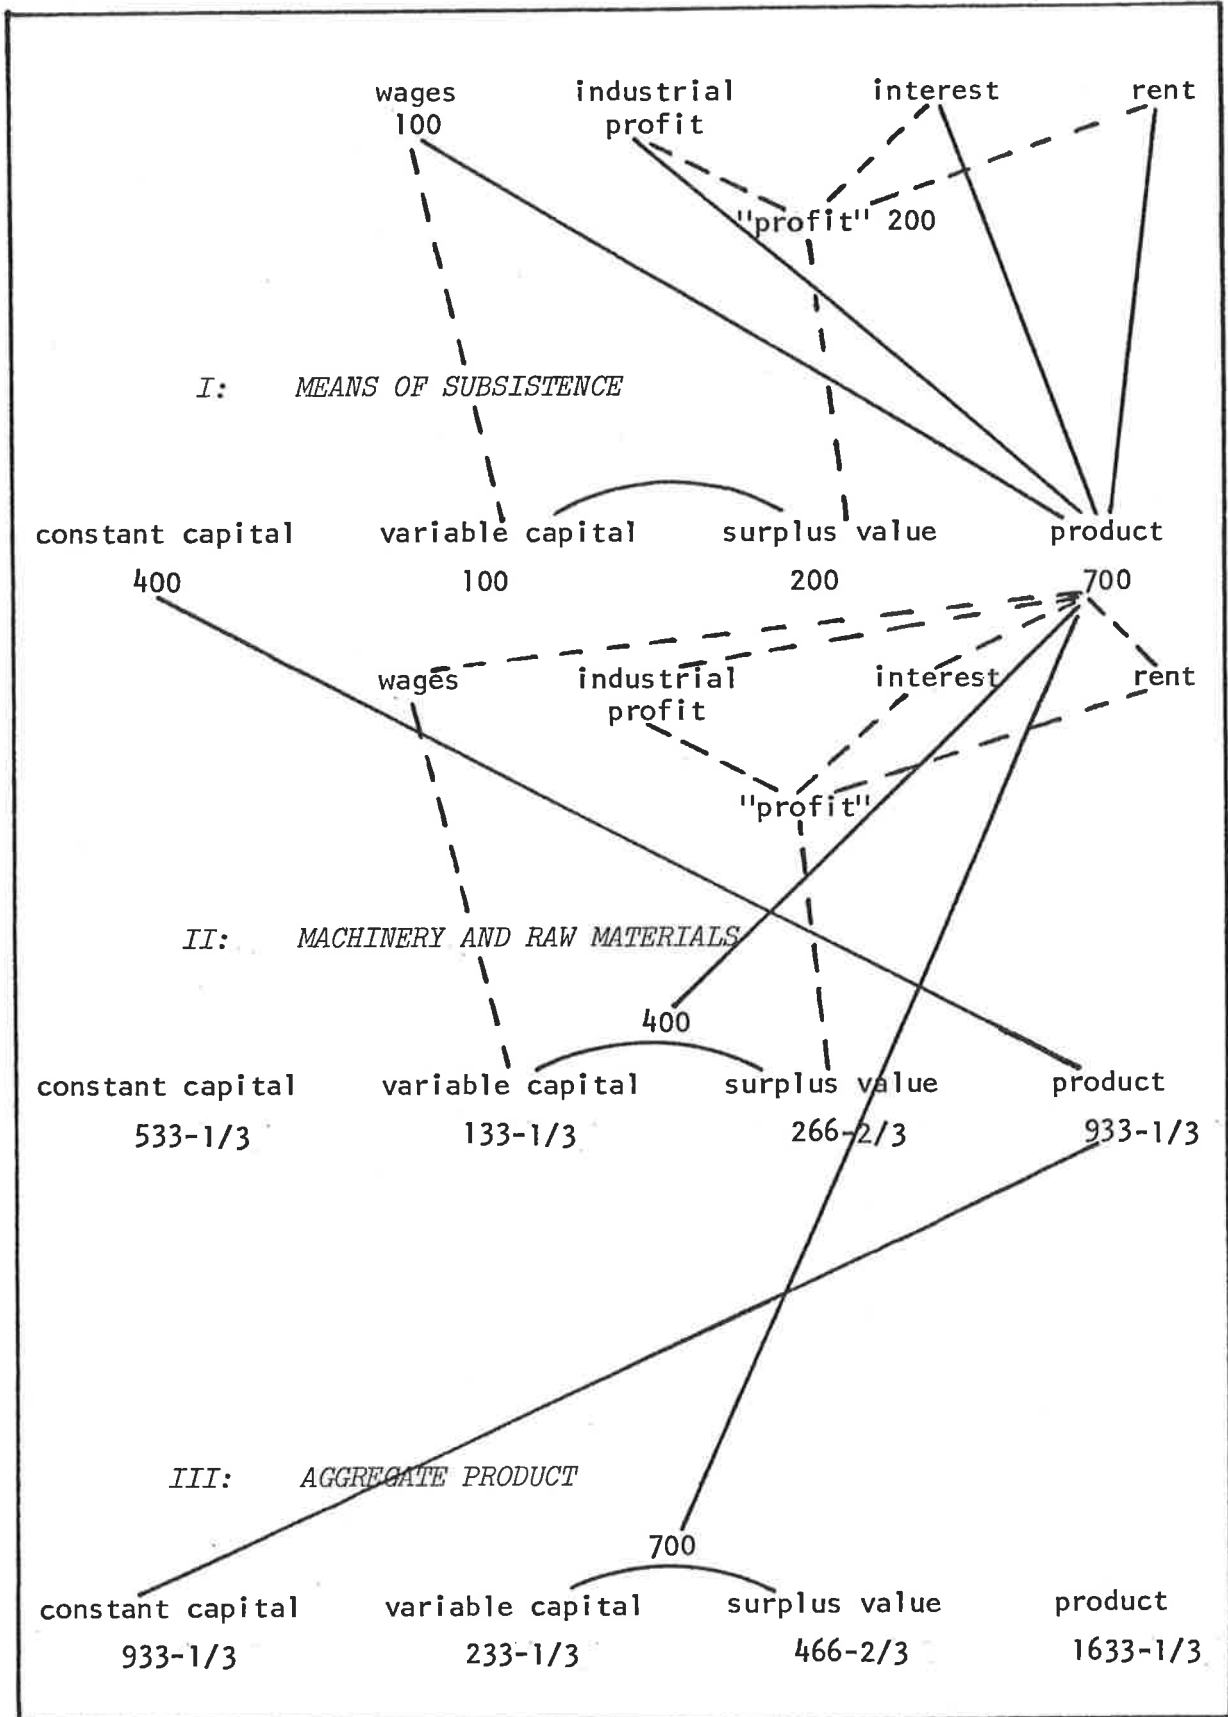 wages industrial interest rent
100 profit
"profit" 200
I: MEANS OF SUBSISTENCE
constant capital variable capital surplus value product
400 100 200 700
wages industrial interest rent
profit
"profit"
II: MACHINERY AND RAW MATERIALS
400
constant capital variable capital surplus value product
533-1/3 133-1/3 266-2/3 933-1/3
III: AGGREGATE PRODUCT
700
constant capital variable capital surplus value product
933-1/3 233-1/3 466-2/3 1633-1/3